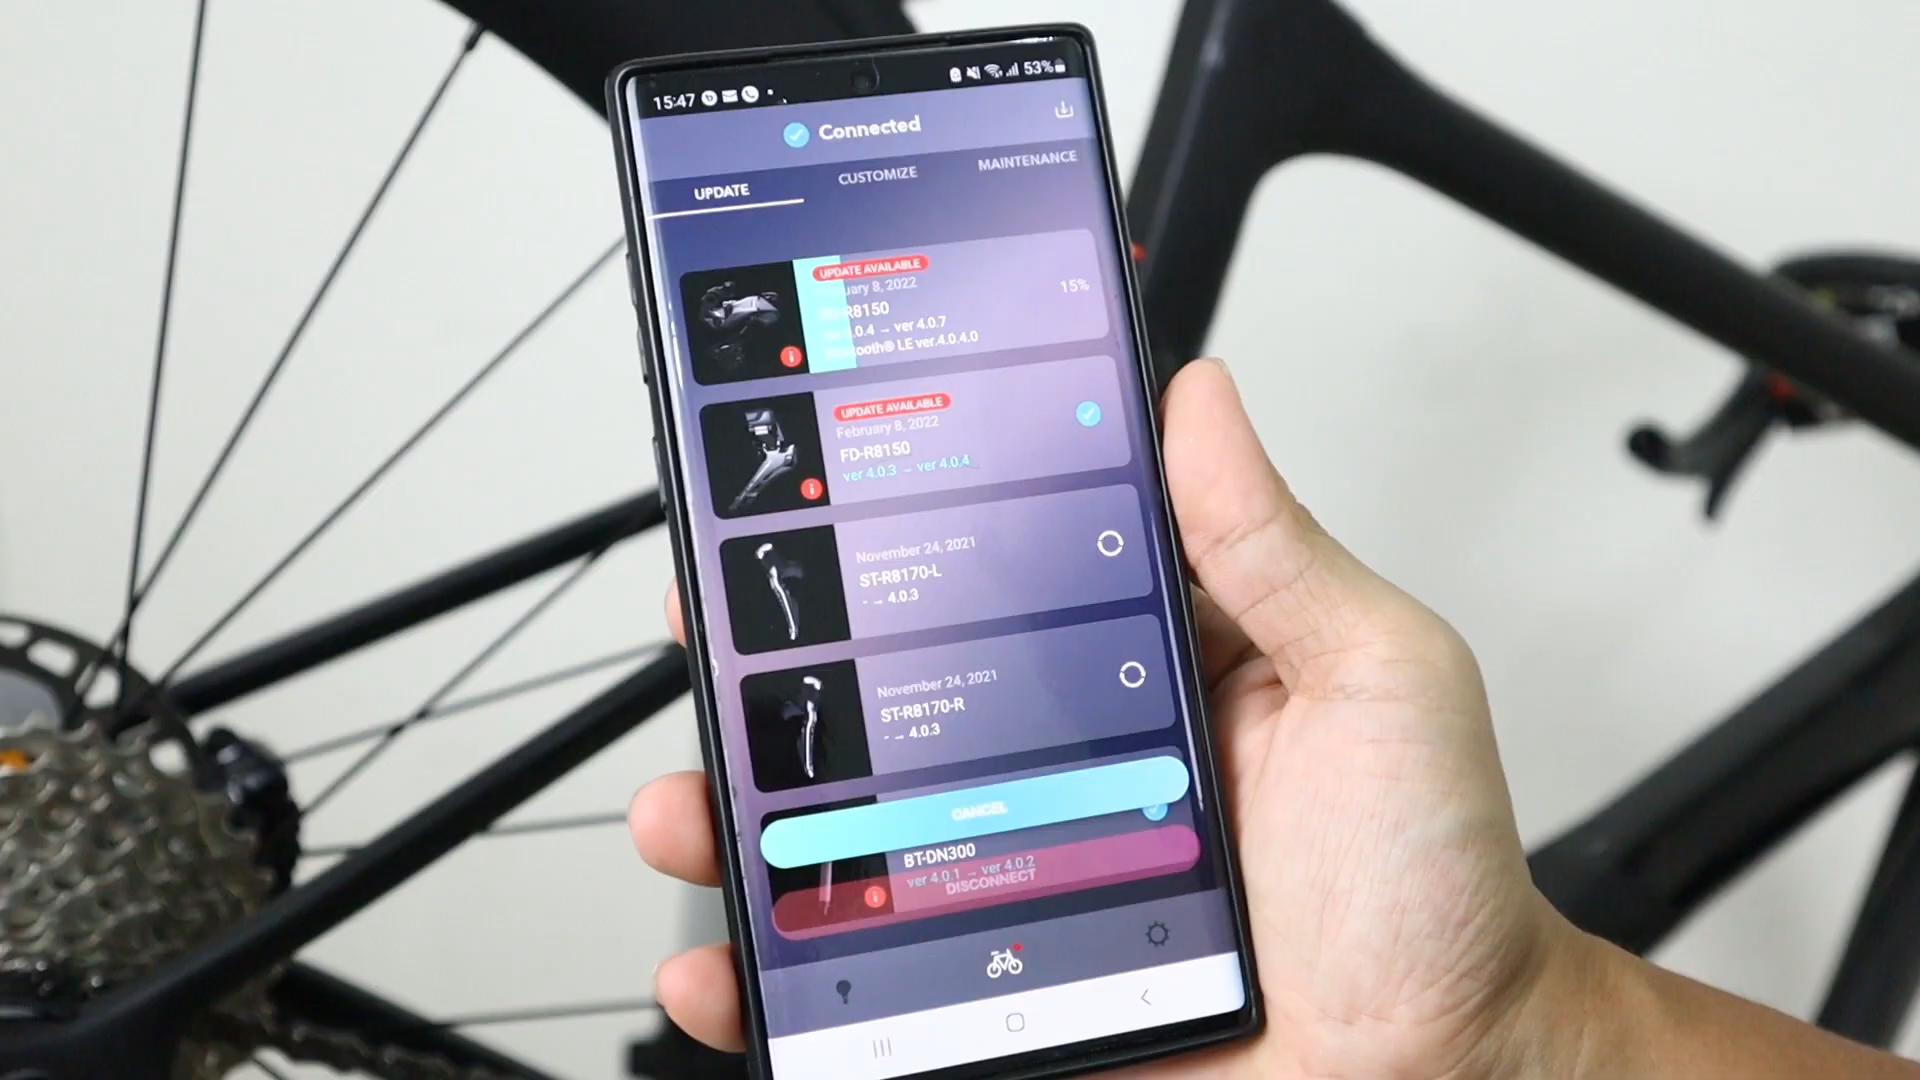 15:47
53%
Connected
UPDATE
CUSTOMIZE
MAINTENANCE
UPDATE AVAILABLE
February 8, 2022
R8150
15%
.0.4 → ver 4.0.7
Bluetooth® LE ver.4.0.4.0
UPDATE AVAILABLE
February 8, 2022
FD-R8150
ver 4.0.3 → ver 4.0.4
November 24, 2021
ST-R8170-L
- → 4.0.3
November 24, 2021
ST-R8170-R
- → 4.0.3
CANCEL
BT-DN300
ver 4.0.1 → ver 4.0.2
DISCONNECT